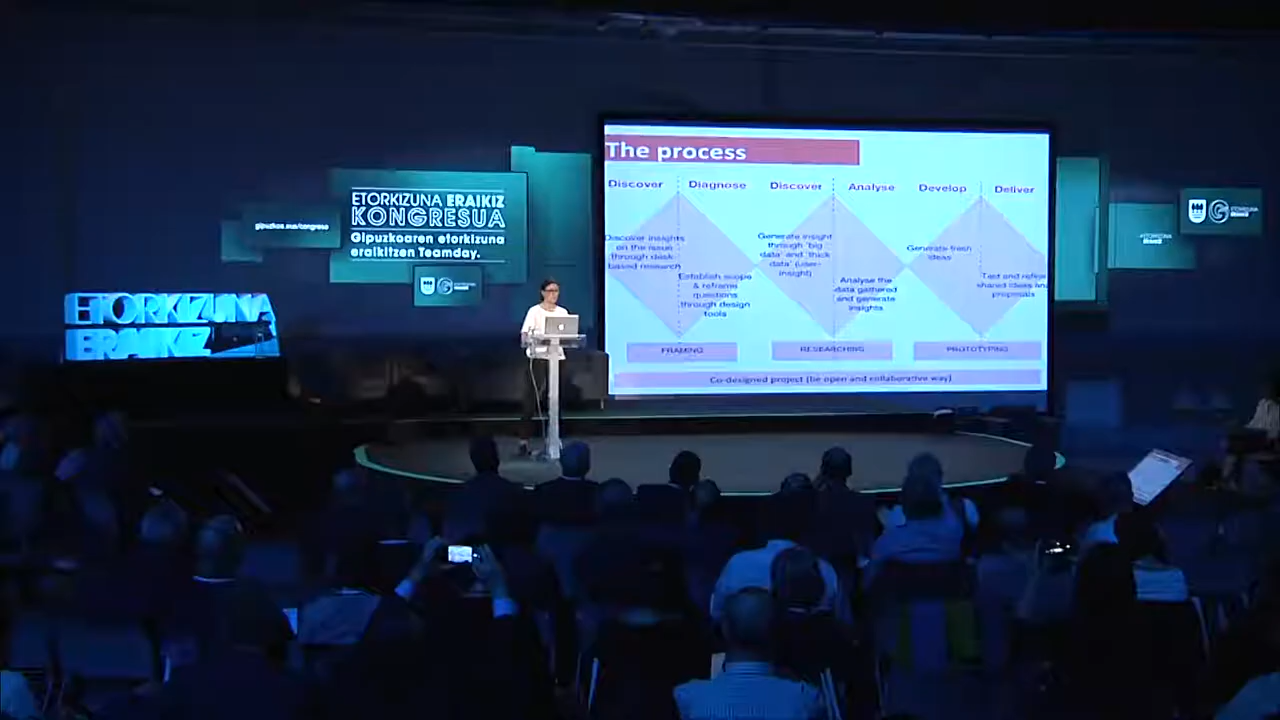 The process
Discover
Diagnose
Discover
Analyse
Develop
Deliver
Discover insights
on the issue
through desk-
based research
Establish scope
& reframe
questions
through design
tools
Generate insight
through 'big
data' and 'thick
data' (user-
insight)
Analyse the
data gathered
and generate
insights
Generate fresh
ideas
Test and refine
shared ideas and
proposals
FRAMING
RESEARCHING
PROTOTYPING
Co-designed project (be open and collaborative way)
ETORKIZUNA ERAIKIZ
KONGRESUA
Gipuzkoaren etorkizuna
eraikitzen Teamday.
gipuzkoa.eus/congreso
ETORKIZUNA
ERAIKIZ
ETORKIZUNA